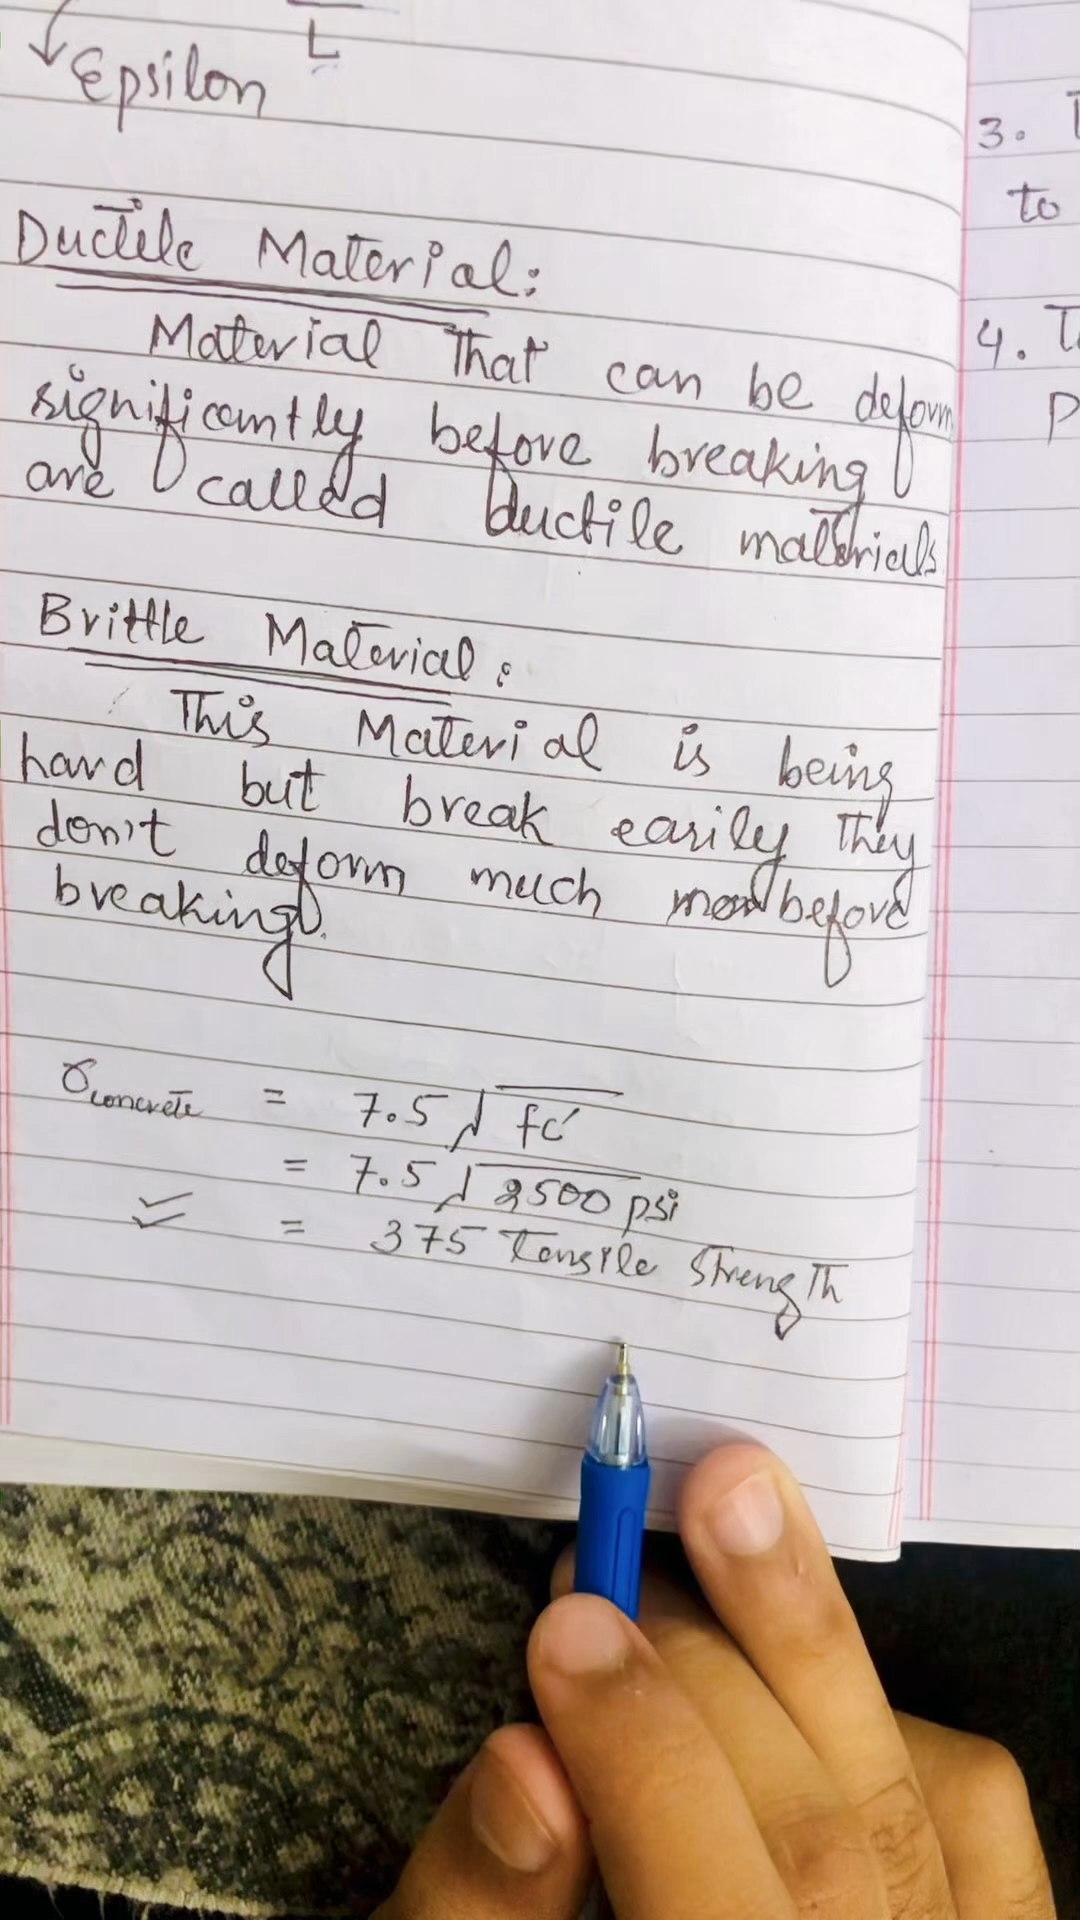 L
Epsilon
Ductile Material:
Material That can be deform
significantly before breaking
are called ductile materials
Brittle Material:
This Material is being
hard but break easily They
don't deform much before
breaking.
σconcrete = 7.5 √fc'
= 7.5 √2500 psi
= 375 Tensile Strength
3.
to
4.